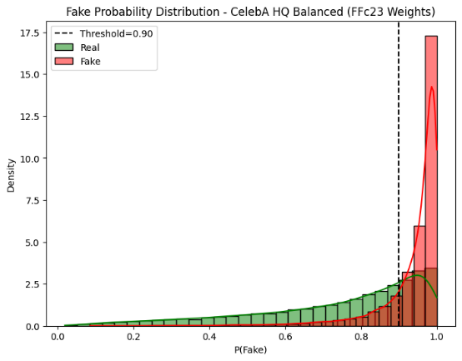 Fake Probability Distribution - CelebA HQ Balanced (FFc23 Weights)
Threshold=0.90
Real
Fake
17.5
15.0
12.5
10.0
7.5
5.0
2.5
0.0
Density
0.0 0.2 0.4 0.6 0.8 1.0
P(Fake)